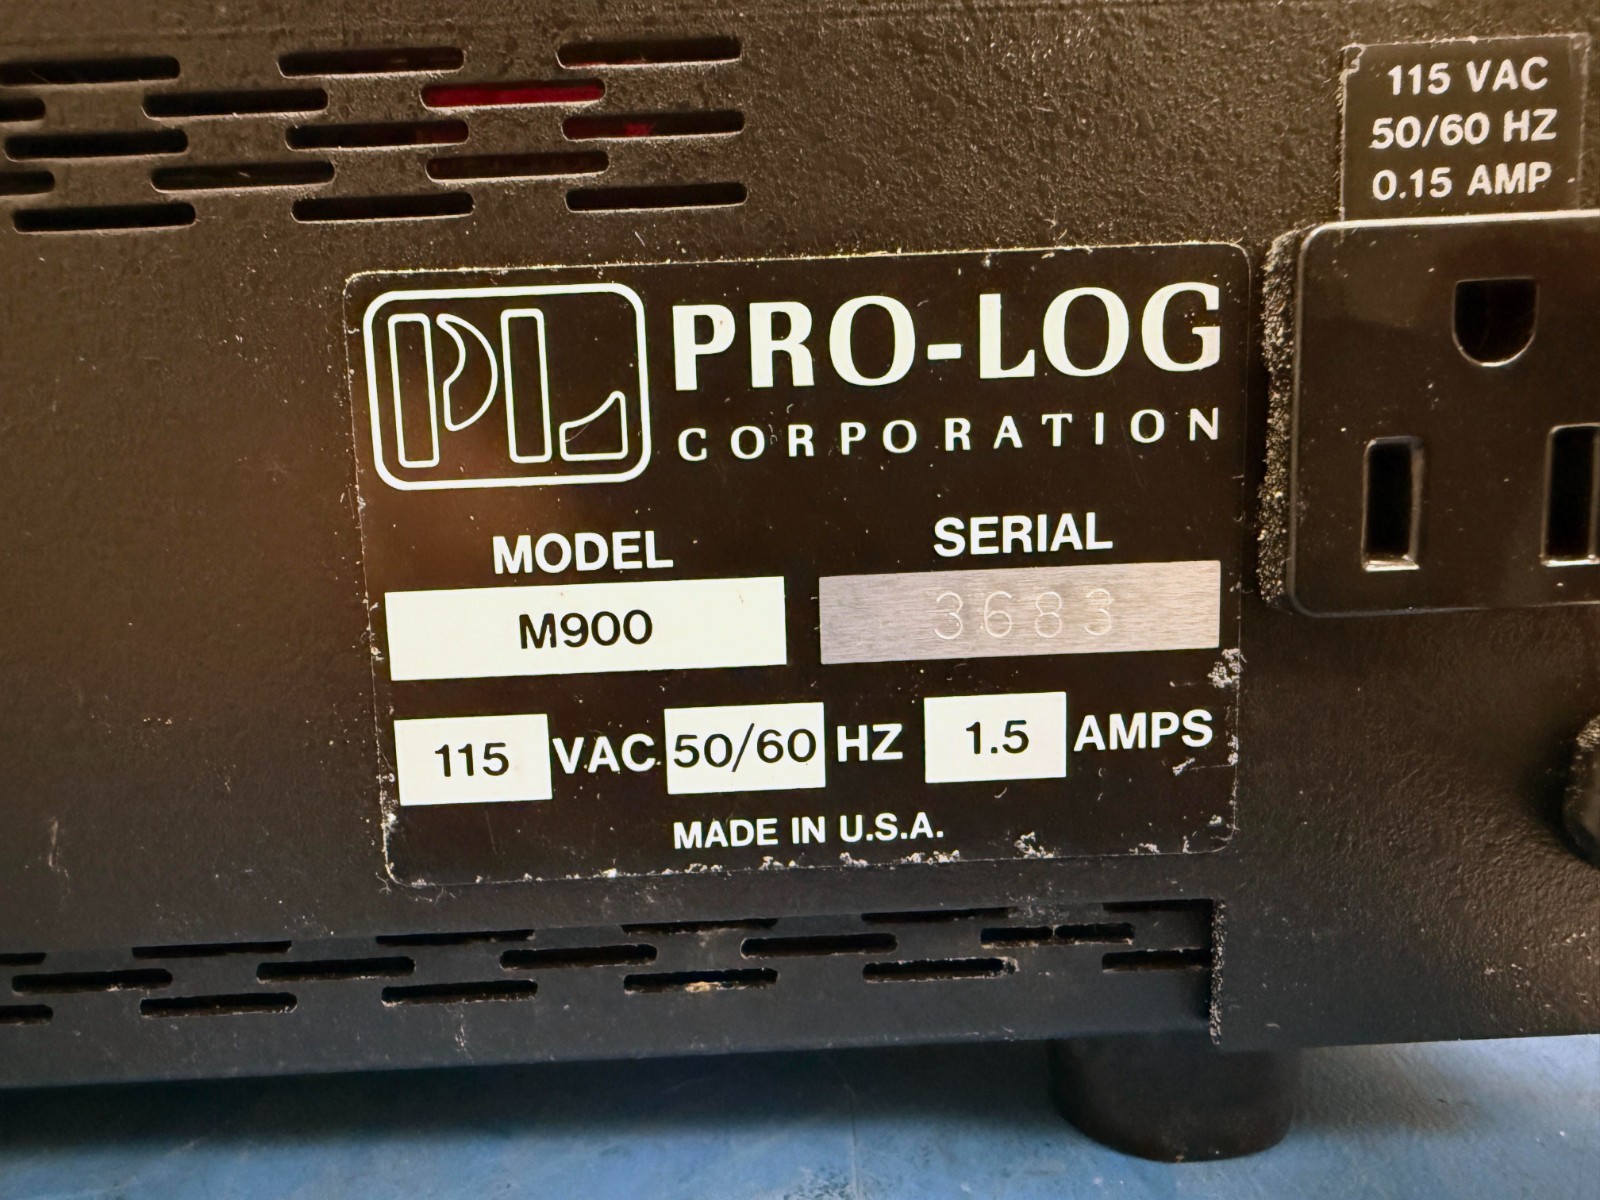 115 VAC
50/60 HZ
0.15 AMP
PL PRO-LOG
CORPORATION
MODEL SERIAL
M900 3683
115 VAC 50/60 HZ 1.5 AMPS
MADE IN U.S.A.